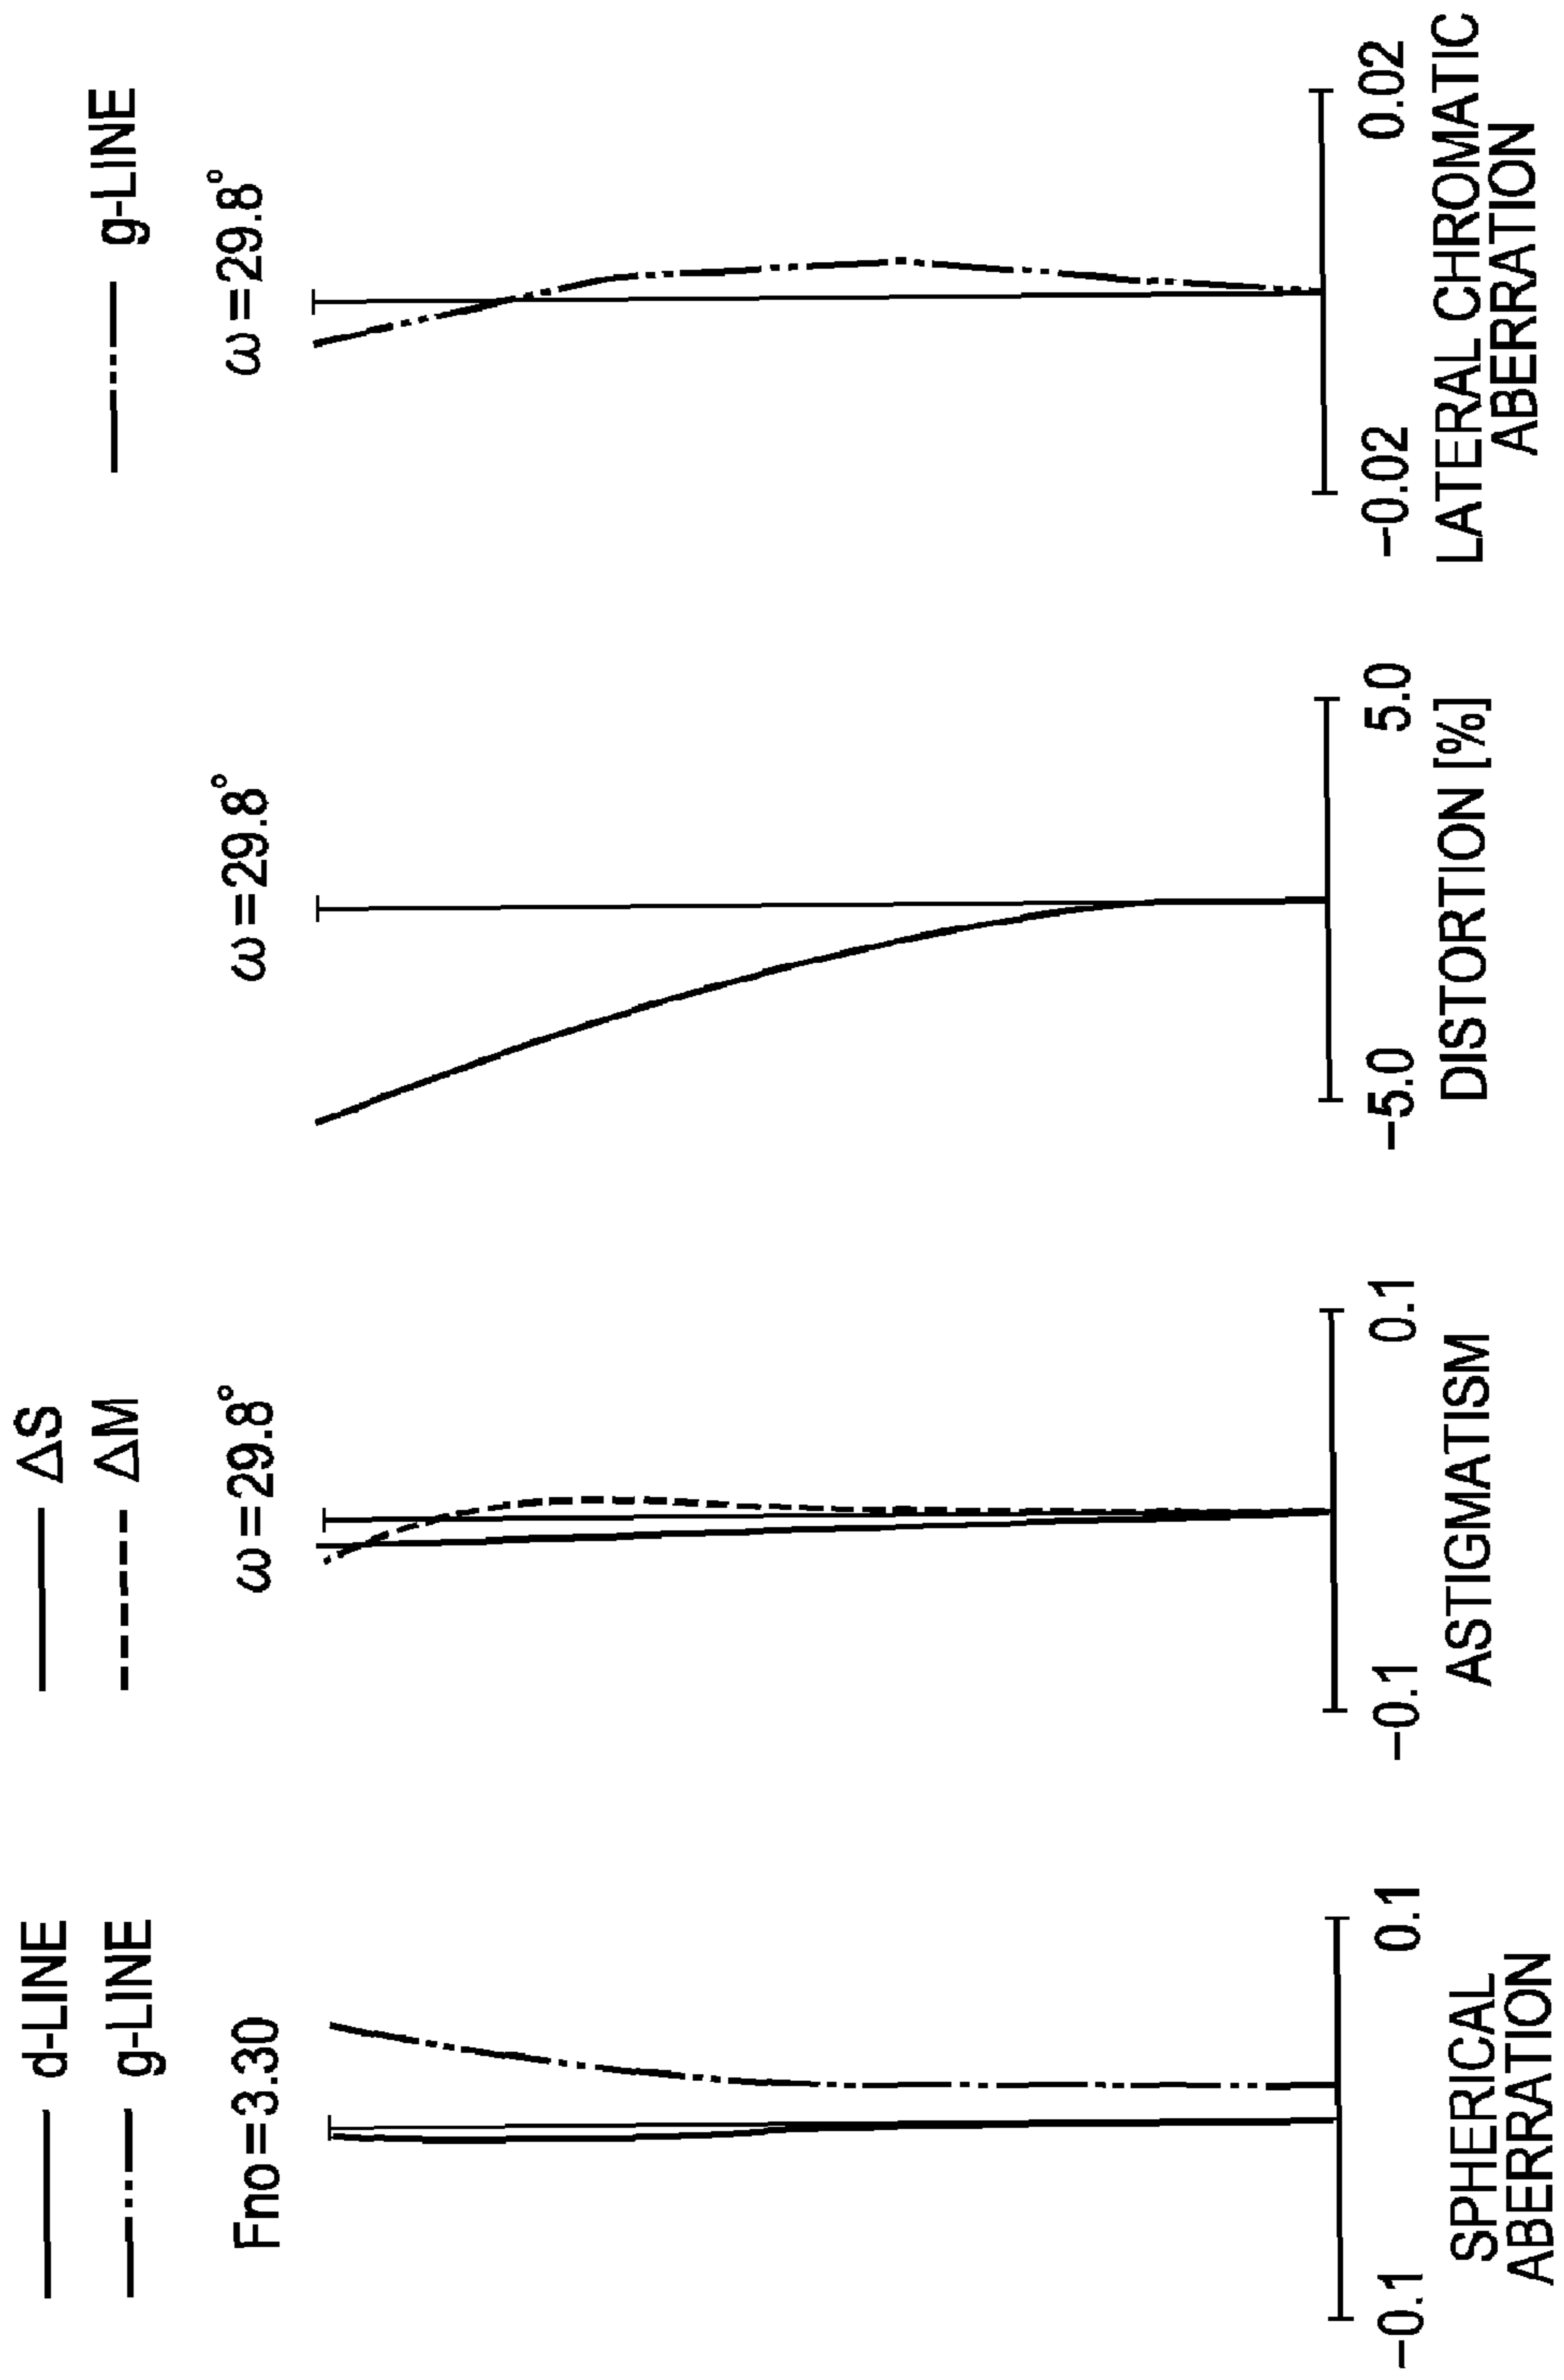 d-LINE
g-LINE
Fno=3.30
-0.1
0.1
SPHERICAL
ABERRATION
ΔS
ΔM
ω=29.8°
-0.1
0.1
ASTIGMATISM
ω=29.8°
-5.0
5.0
DISTORTION [%]
g-LINE
ω=29.8°
-0.02
0.02
LATERAL CHROMATIC
ABERRATION